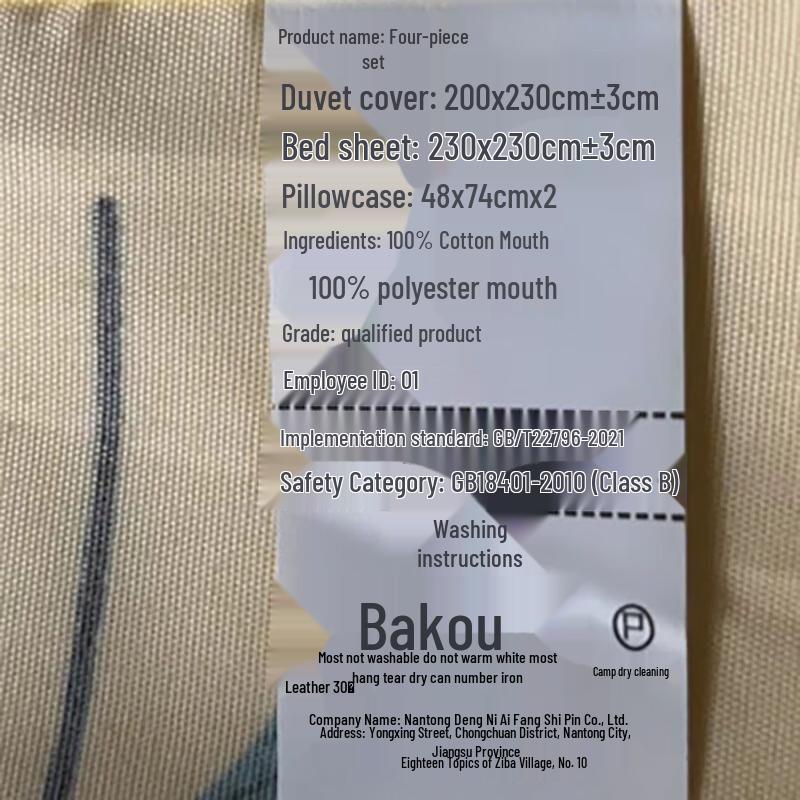 Product name: Four-piece
set
Duvet cover: 200x230cm±3cm
Bed sheet: 230x230cm±3cm
Pillowcase: 48x74cmx2
Ingredients: 100% Cotton Mouth
100% polyester mouth
Grade: qualified product
Employee ID: 01
Implementation standard: GB/T22796-2021
Safety Category: GB18401-2010 (Class B)
Washing
instructions
Bakou
P
Most not washable do not warm white most
Camp dry cleaning
hang tear dry can number iron
Leather
Company Name: Nantong Deng Ni Ai Fang Shi Pin Co., Ltd.
Address: Yongxing Street, Chongchuan District, Nantong City,
Jiangsu Province
Eighteen Topics of Ziba Village, No. 10